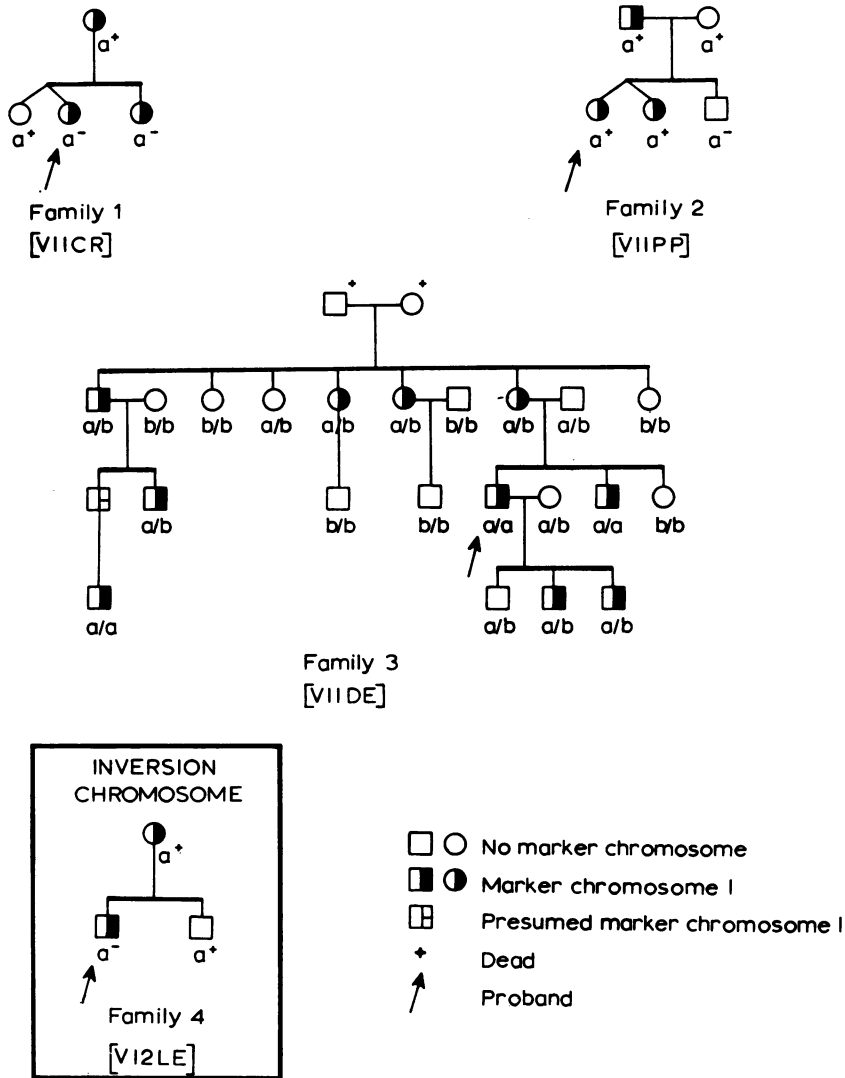 a+
a+ a+
a+ a- a-
a+ a+ a-
Family 1
[VIICR]
Family 2
[VIIPP]
+ +
a/b b/b b/b a/b a/b a/b b/b a/b a/b b/b
a/b b/b b/b a/a a/b a/a b/b
a/a a/b a/b a/b
Family 3
[VIIDE]
INVERSION
CHROMOSOME
a+
a- a+
Family 4
[VI2LE]
No marker chromosome
Marker chromosome I
Presumed marker chromosome I
+ Dead
Proband